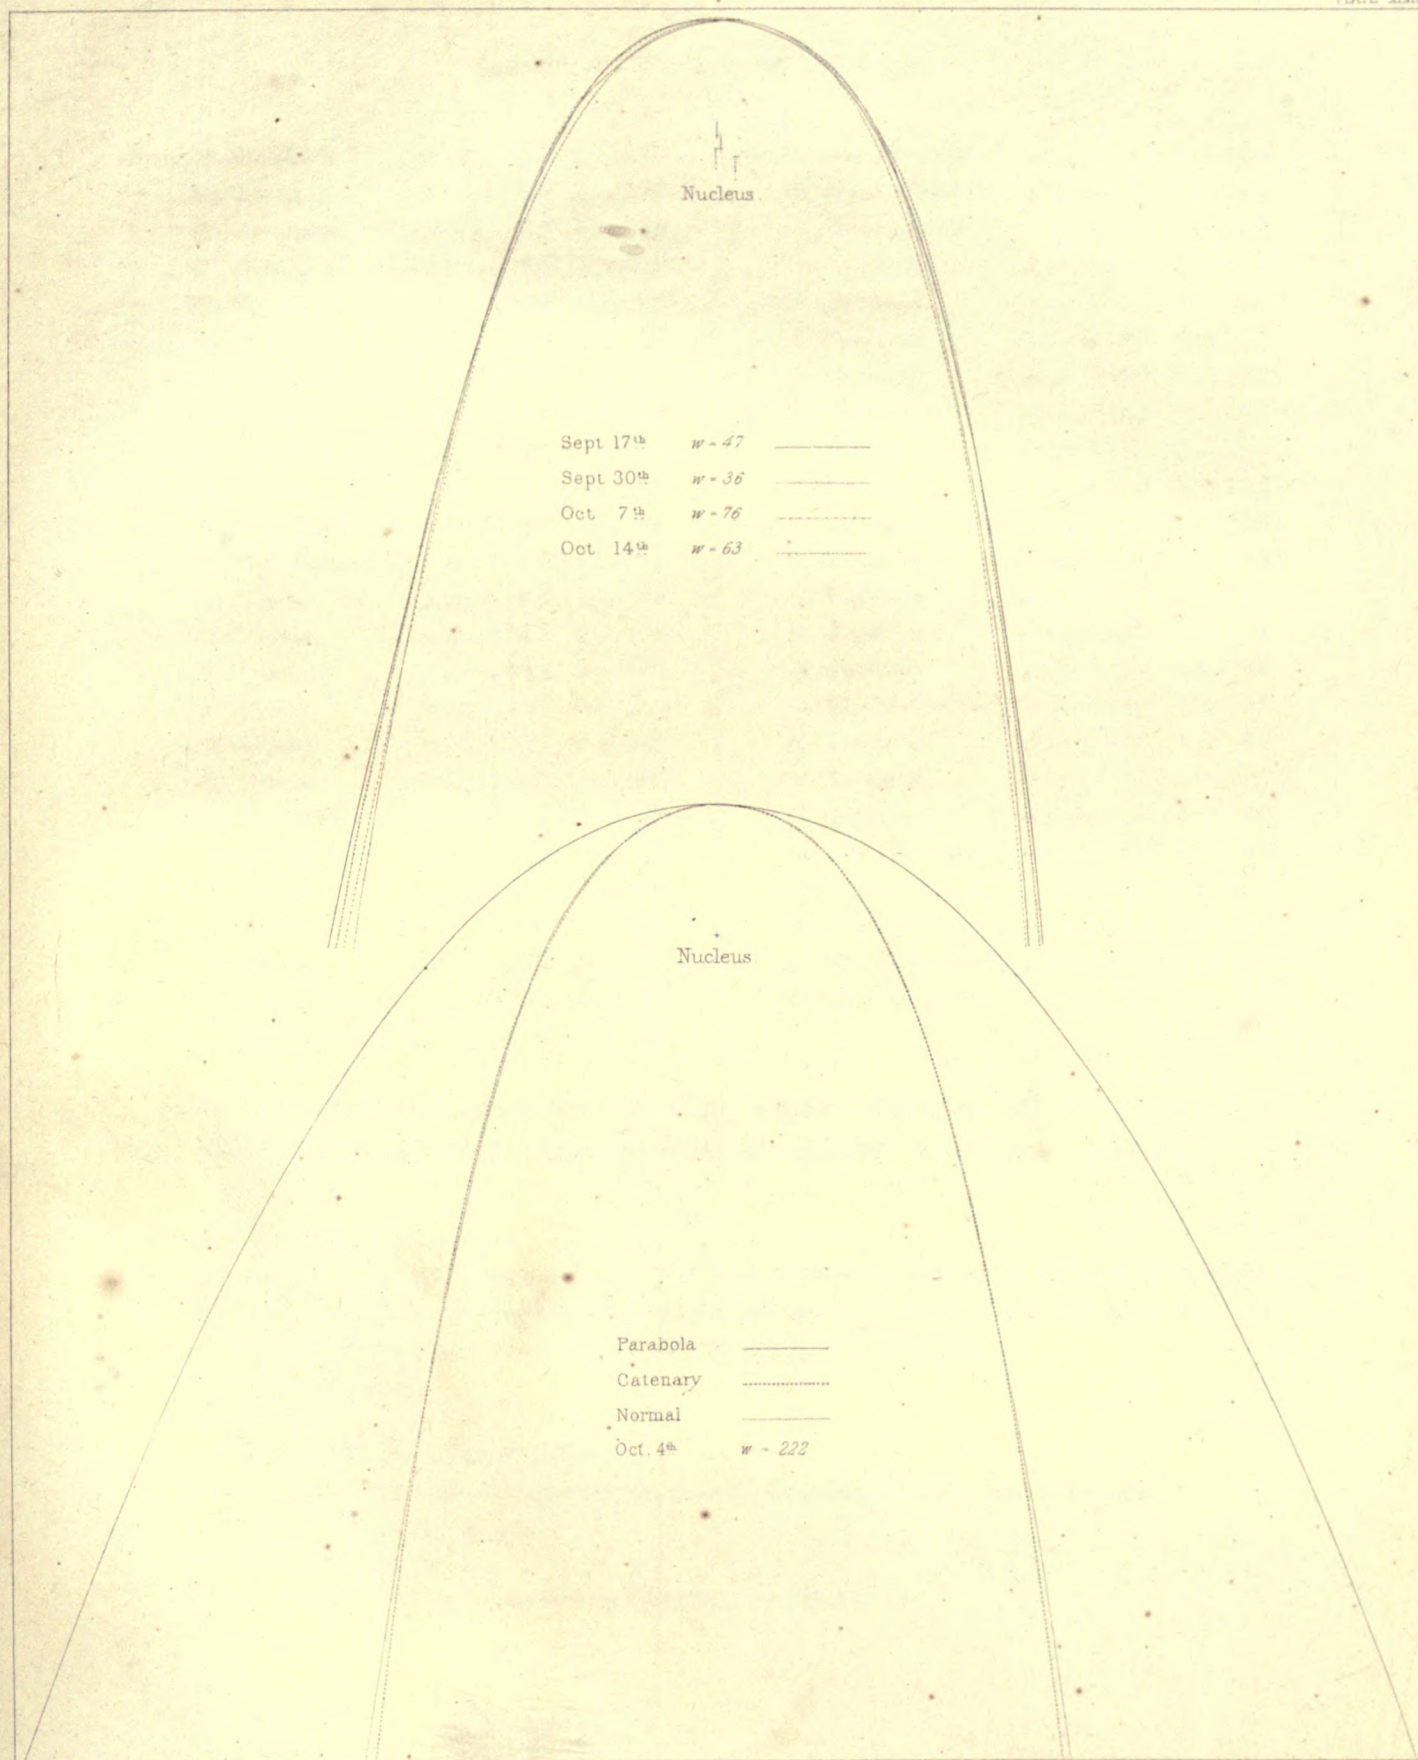 Nucleus.
Sept 17th w = 47
Sept 30th w = 36
Oct 7th w = 76
Oct 14th w = 63
Nucleus.
Parabola
Catenary
Normal
Oct. 4th w = 222